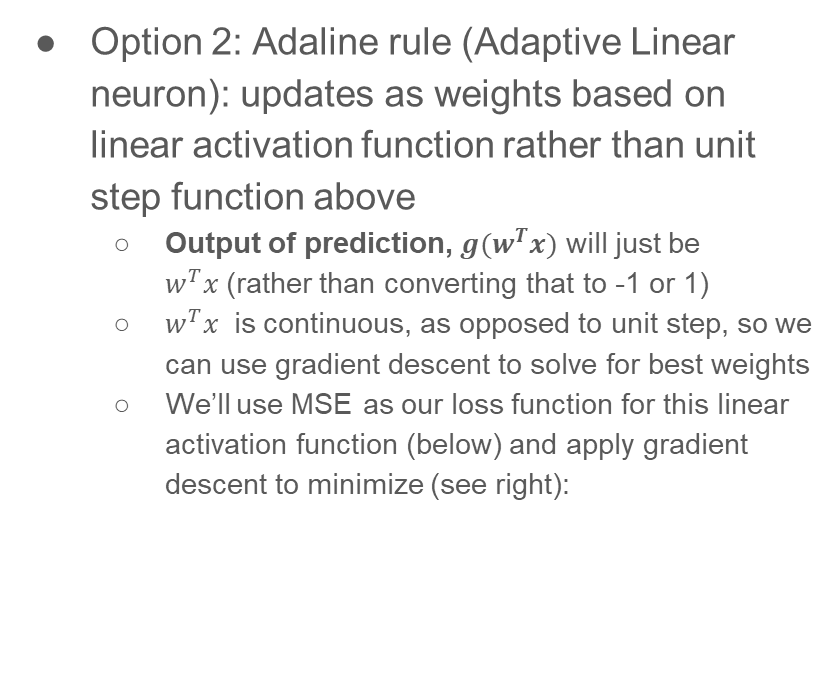 ● Option 2: Adaline rule (Adaptive Linear
neuron): updates as weights based on
linear activation function rather than unit
step function above
○ Output of prediction, g(wᵀx) will just be
wᵀx (rather than converting that to -1 or 1)
○ wᵀx is continuous, as opposed to unit step, so we
can use gradient descent to solve for best weights
○ We’ll use MSE as our loss function for this linear
activation function (below) and apply gradient
descent to minimize (see right):